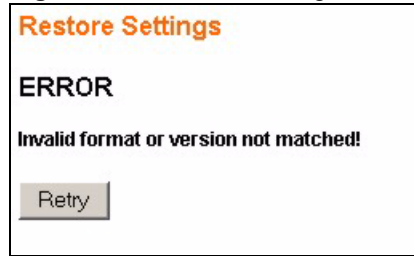 Restore Settings
ERROR
Invalid format or version not matched!
Retry